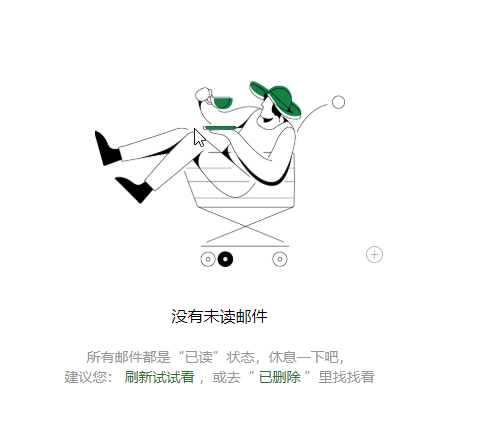 没有未读邮件
所有邮件都是“已读”状态，休息一下吧，
建议您： 刷新试试看 ，或去“ 已删除 ”里找找看